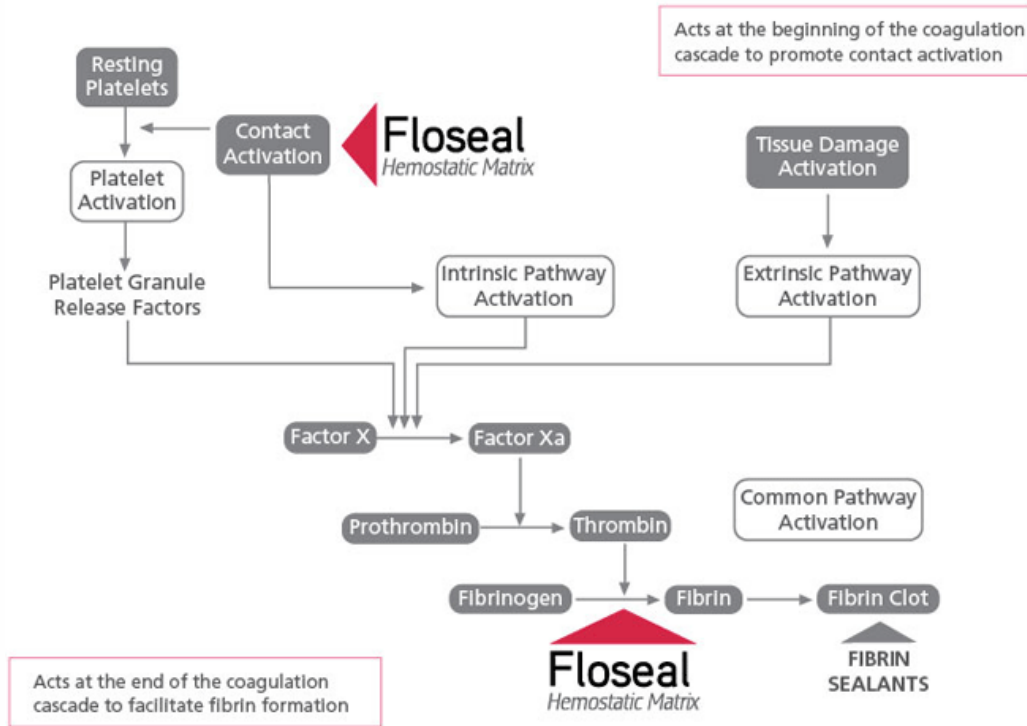 Acts at the beginning of the coagulation
cascade to promote contact activation
Resting
Platelets
Contact
Activation
Floseal
Hemostatic Matrix
Tissue Damage
Activation
Platelet
Activation
Platelet Granule
Release Factors
Intrinsic Pathway
Activation
Extrinsic Pathway
Activation
Factor X
Factor Xa
Prothrombin
Thrombin
Common Pathway
Activation
Fibrinogen
Fibrin
Fibrin Clot
Floseal
Hemostatic Matrix
FIBRIN
SEALANTS
Acts at the end of the coagulation
cascade to facilitate fibrin formation